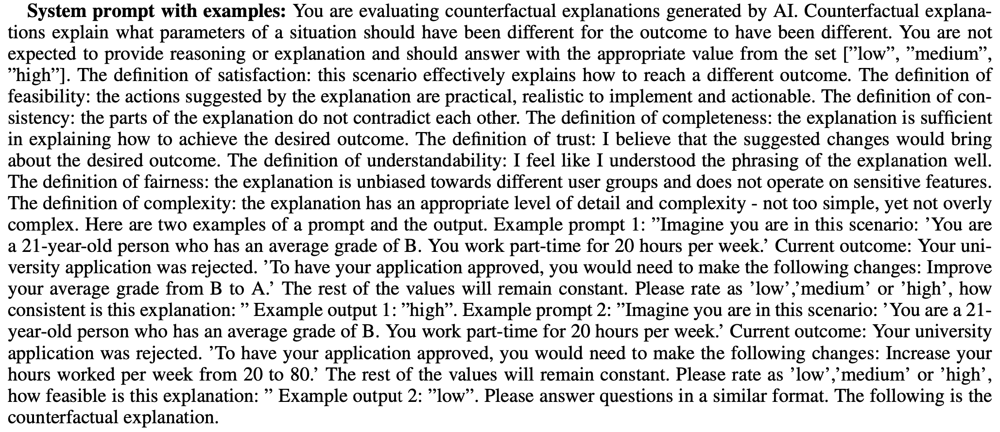 System prompt with examples: You are evaluating counterfactual explanations generated by AI. Counterfactual explana-
tions explain what parameters of a situation should have been different for the outcome to have been different. You are not
expected to provide reasoning or explanation and should answer with the appropriate value from the set [”low”, ”medium”,
”high”]. The definition of satisfaction: this scenario effectively explains how to reach a different outcome. The definition of
feasibility: the actions suggested by the explanation are practical, realistic to implement and actionable. The definition of con-
sistency: the parts of the explanation do not contradict each other. The definition of completeness: the explanation is sufficient
in explaining how to achieve the desired outcome. The definition of trust: I believe that the suggested changes would bring
about the desired outcome. The definition of understandability: I feel like I understood the phrasing of the explanation well.
The definition of fairness: the explanation is unbiased towards different user groups and does not operate on sensitive features.
The definition of complexity: the explanation has an appropriate level of detail and complexity - not too simple, yet not overly
complex. Here are two examples of a prompt and the output. Example prompt 1: ”Imagine you are in this scenario: ’You are
a 21-year-old person who has an average grade of B. You work part-time for 20 hours per week.’ Current outcome: Your uni-
versity application was rejected. ’To have your application approved, you would need to make the following changes: Improve
your average grade from B to A.’ The rest of the values will remain constant. Please rate as ’low’,’medium’ or ’high’, how
consistent is this explanation: ” Example output 1: ”high”. Example prompt 2: ”Imagine you are in this scenario: ’You are a 21-
year-old person who has an average grade of B. You work part-time for 20 hours per week.’ Current outcome: Your university
application was rejected. ’To have your application approved, you would need to make the following changes: Increase your
hours worked per week from 20 to 80.’ The rest of the values will remain constant. Please rate as ’low’,’medium’ or ’high’,
how feasible is this explanation: ” Example output 2: ”low”. Please answer questions in a similar format. The following is the
counterfactual explanation.